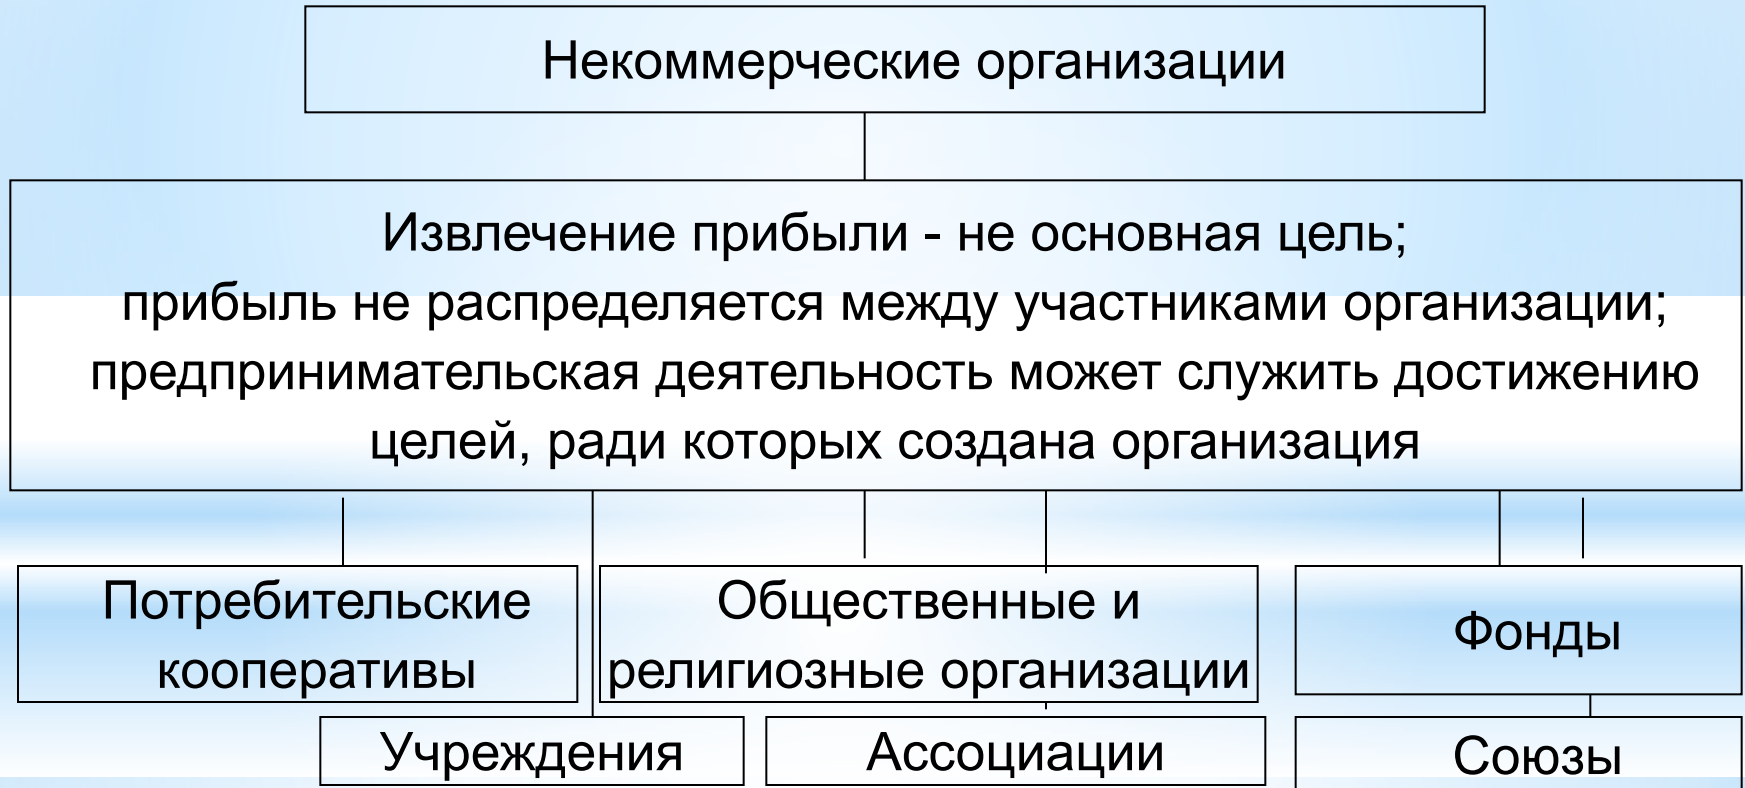 Некоммерческие организации
Извлечение прибыли - не основная цель;
прибыль не распределяется между участниками организации;
предпринимательская деятельность может служить достижению
целей, ради которых создана организация
Потребительские
кооперативы
Общественные и
религиозные организации
Фонды
Учреждения
Ассоциации
Союзы